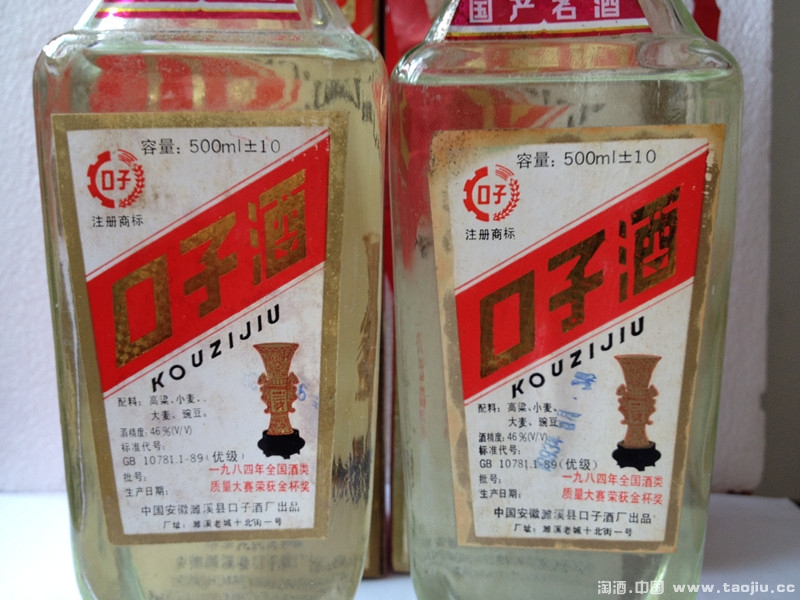 国产名酒
容量：500ml±10
口子
注册商标
口子酒
KOUZIJIU
配料：高粱、小麦、
大麦、豌豆。
酒精度：46%(V/V)
标准代号：
GB 10781.1-89（优级）
批号：
生产日期：
一九八四年全国酒类
质量大赛荣获金杯奖
中国安徽濉溪县口子酒厂出品
厂址：濉溪老城十北街一号
国产名酒
容量：500ml±10
口子
注册商标
口子酒
KOUZIJIU
配料：高粱、小麦、
大麦、豌豆。
酒精度：46%(V/V)
标准代号：
GB 10781.1-89（优级）
批号：
生产日期：
一九八四年全国酒类
质量大赛荣获金杯奖
中国安徽濉溪县口子酒厂出品
厂址：濉溪老城十北街一号
淘酒.中国 www.taojiu.cc